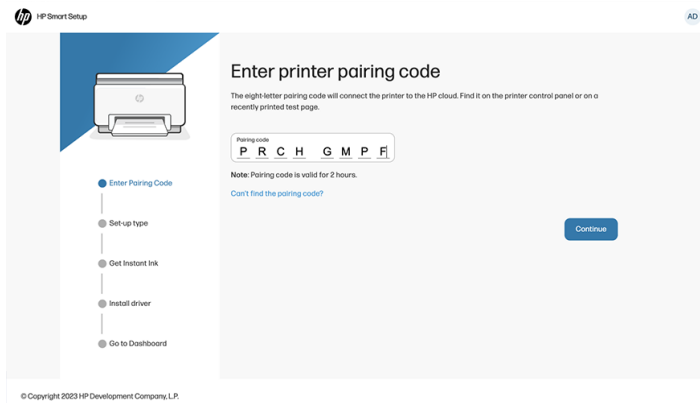 hp HP Smart Setup
AD
Enter printer pairing code
The eight-letter pairing code will connect the printer to the HP cloud. Find it on the printer control panel or on a
recently printed test page.
Pairing code
P R C H G M P F
Note: Pairing code is valid for 2 hours.
Can't find the pairing code?
Continue
Enter Pairing Code
Set-up type
Get Instant Ink
Install driver
Go to Dashboard
© Copyright 2023 HP Development Company, L.P.